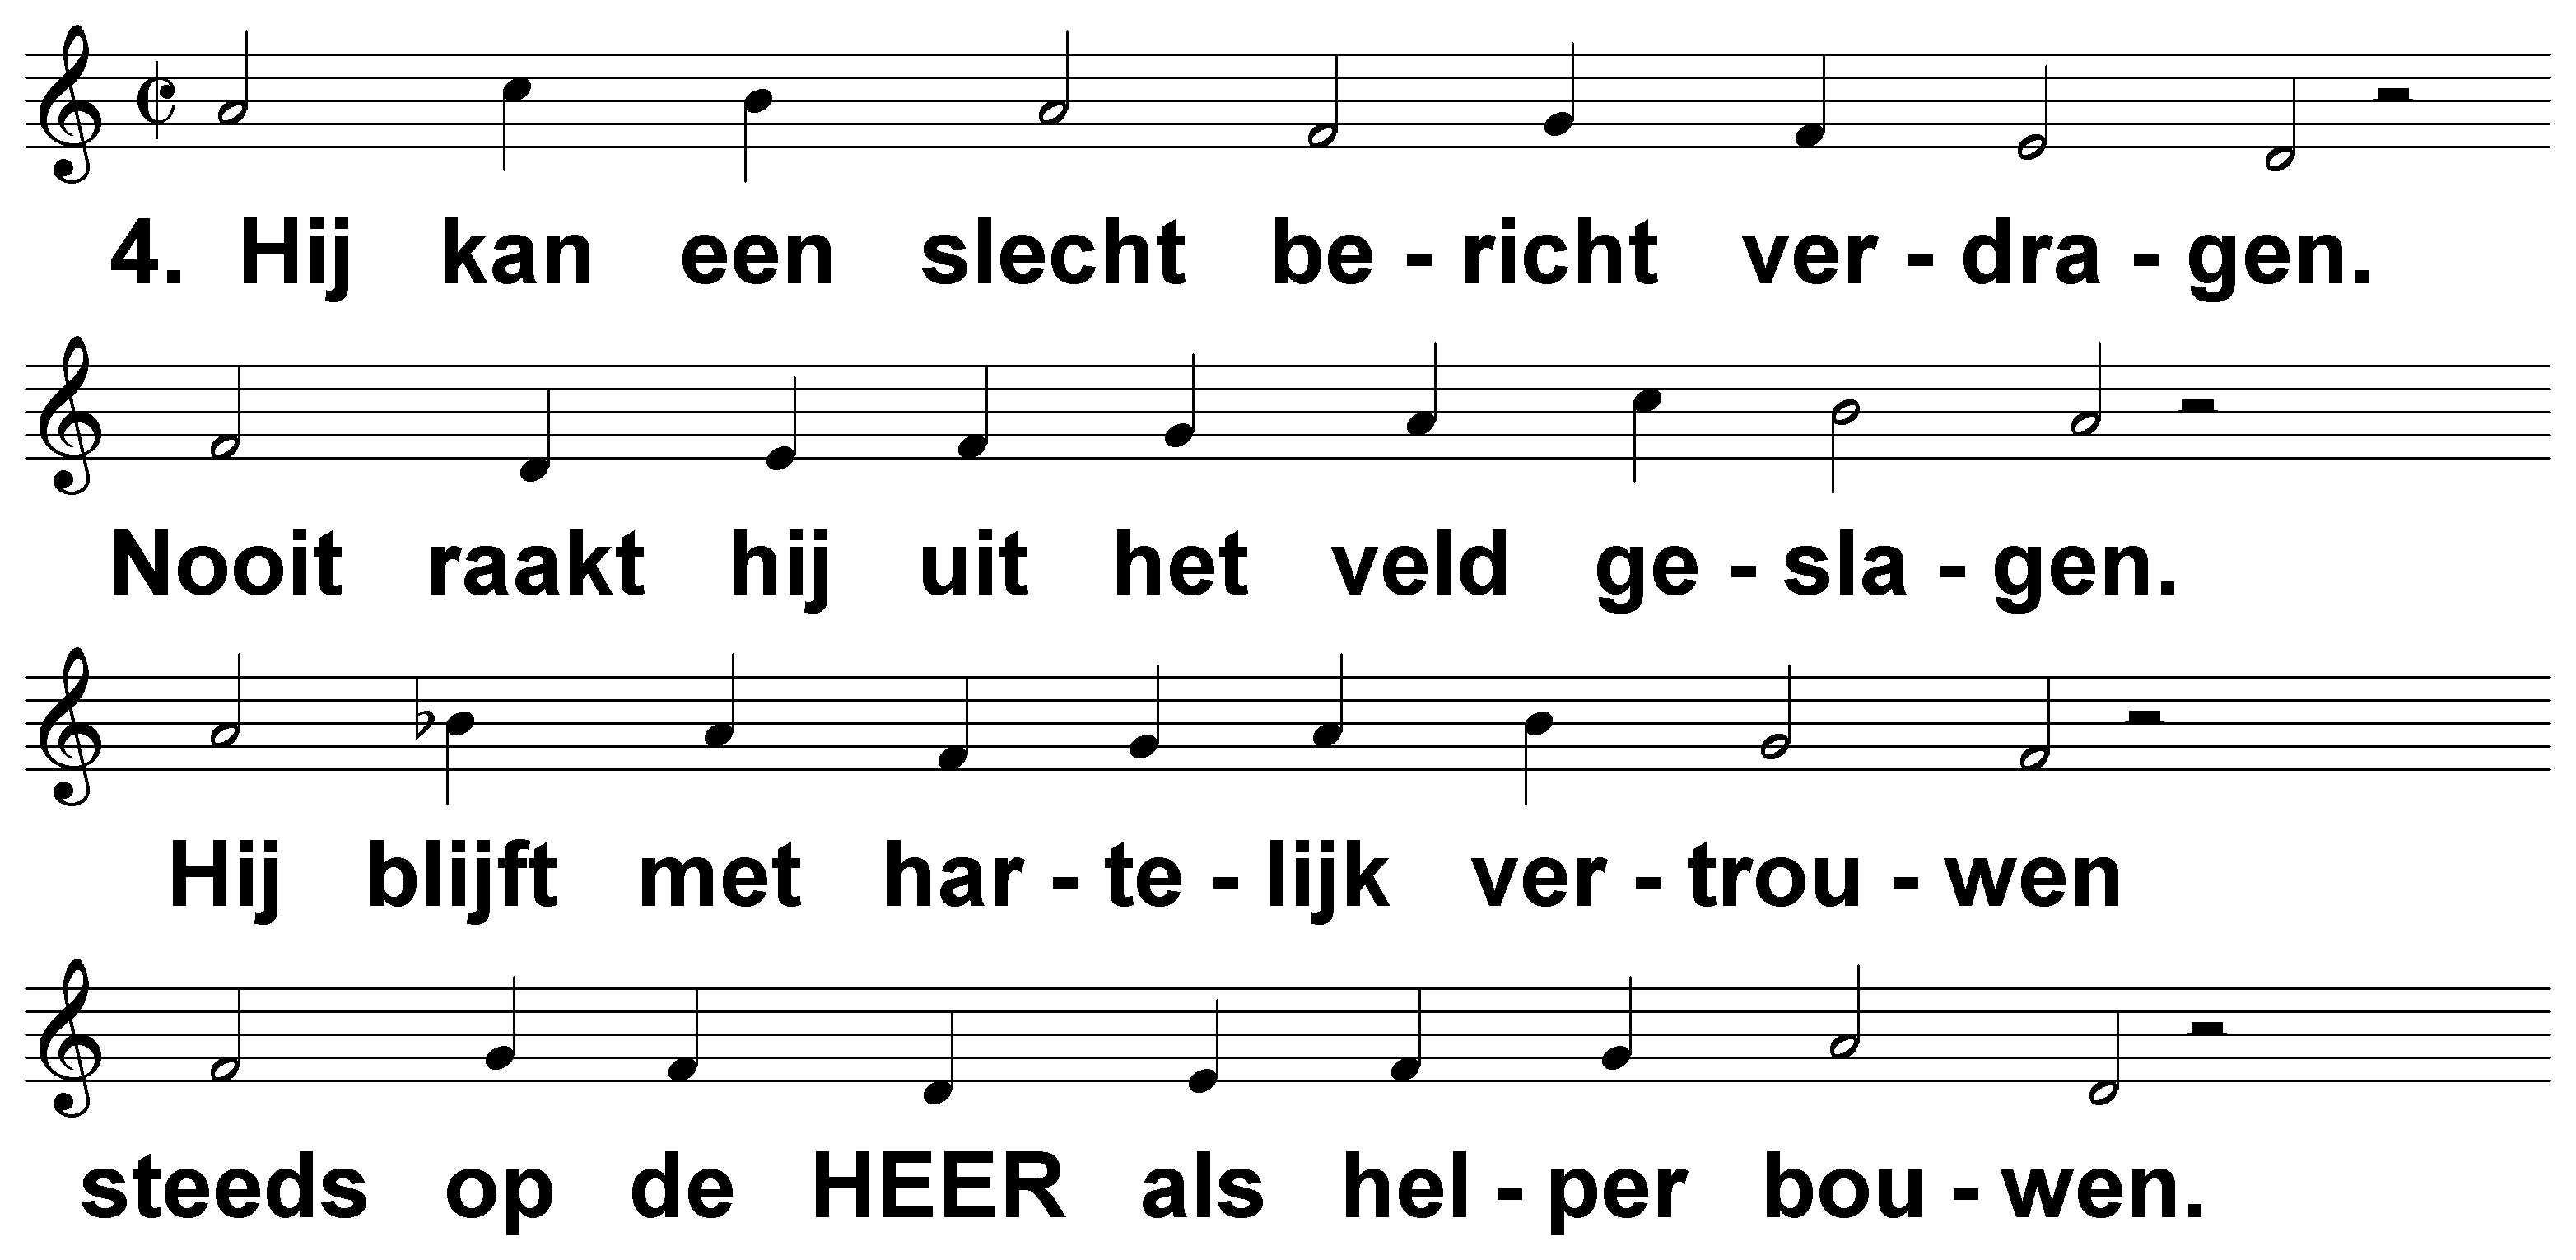 4. Hij kan een slecht be - richt ver - dra - gen.
Nooit raakt hij uit het veld ge - sla - gen.
Hij blijft met har - te - lijk ver - trou - wen
steeds op de HEER als hel - per bou - wen.